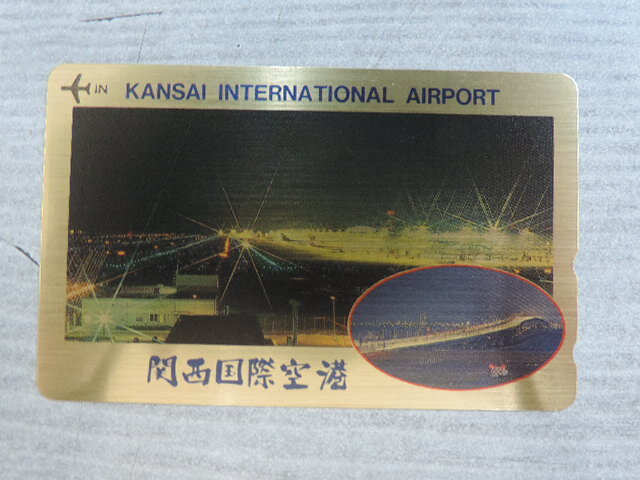 IN KANSAI INTERNATIONAL AIRPORT
関西国際空港